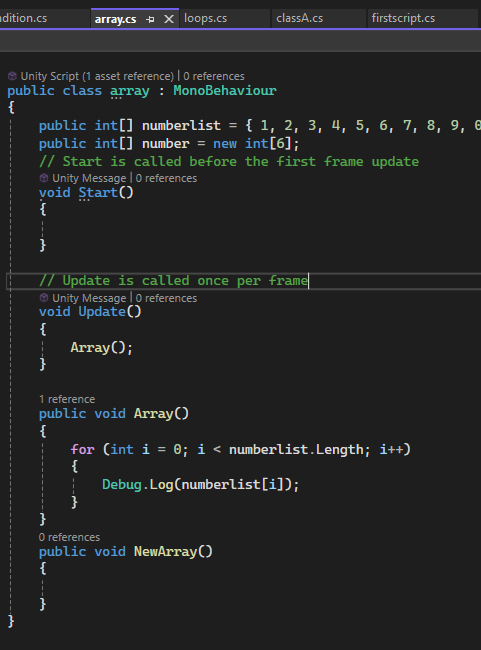 ndition.cs array.cs loops.cs classA.cs firstscript.cs
Unity Script (1 asset reference) | 0 references
public class array : MonoBehaviour
{
public int[] numberlist = { 1, 2, 3, 4, 5, 6, 7, 8, 9, 0
public int[] number = new int[6];
// Start is called before the first frame update
Unity Message | 0 references
void Start()
{
}
// Update is called once per frame
Unity Message | 0 references
void Update()
{
Array();
}
1 reference
public void Array()
{
for (int i = 0; i < numberlist.Length; i++)
{
Debug.Log(numberlist[i]);
}
}
0 references
public void NewArray()
{
}
}